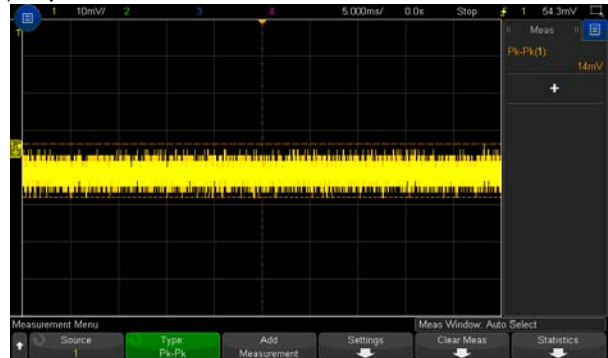 1 10mV/ 2 3 4 5.000ms/ 0.0s Stop 1 54.3mV
T
Meas
Pk-Pk(1):
14mV
+
Measurement Menu Meas Window: Auto Select
Source Type: Add Settings Clear Meas Statistics
1 Pk-Pk Measurement